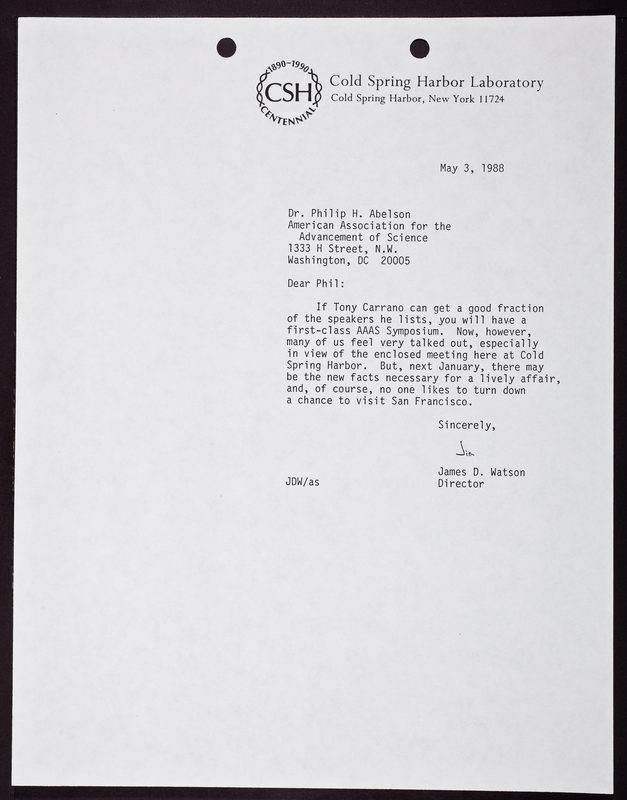 1890-1990
CSH
CENTENNIAL
Cold Spring Harbor Laboratory
Cold Spring Harbor, New York 11724
May 3, 1988
Dr. Philip H. Abelson
American Association for the
Advancement of Science
1333 H Street, N.W.
Washington, DC 20005
Dear Phil:
If Tony Carrano can get a good fraction
of the speakers he lists, you will have a
first-class AAAS Symposium. Now, however,
many of us feel very talked out, especially
in view of the enclosed meeting here at Cold
Spring Harbor. But, next January, there may
be the new facts necessary for a lively affair,
and, of course, no one likes to turn down
a chance to visit San Francisco.
Sincerely,
Jim
James D. Watson
JDW/as
Director